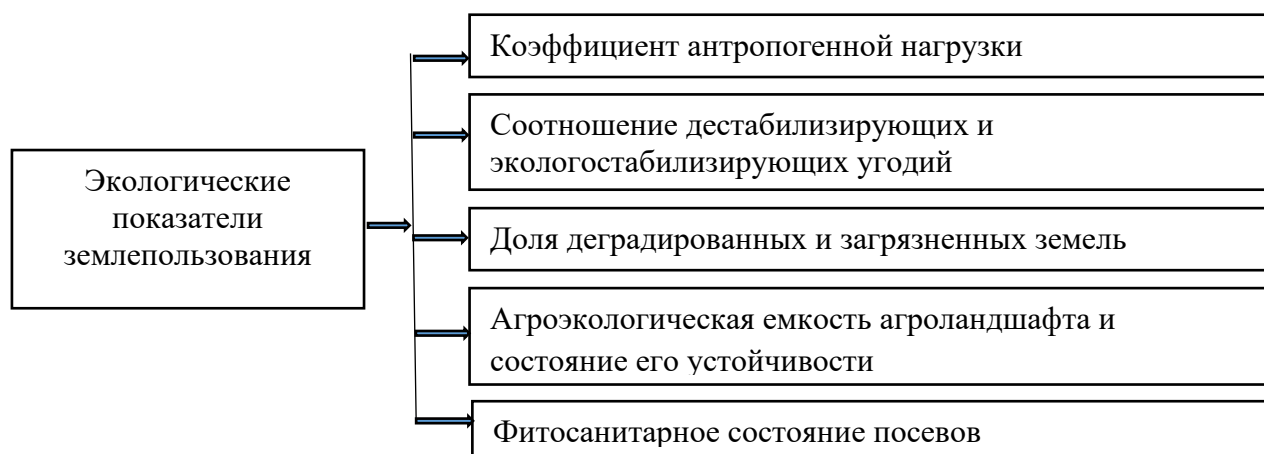 Экологические
показатели
землепользования
Коэффициент антропогенной нагрузки
Соотношение дестабилизирующих и
экологостабилизирующих угодий
Доля деградированных и загрязненных земель
Агроэкологическая емкость агроландшафта и
состояние его устойчивости
Фитосанитарное состояние посевов